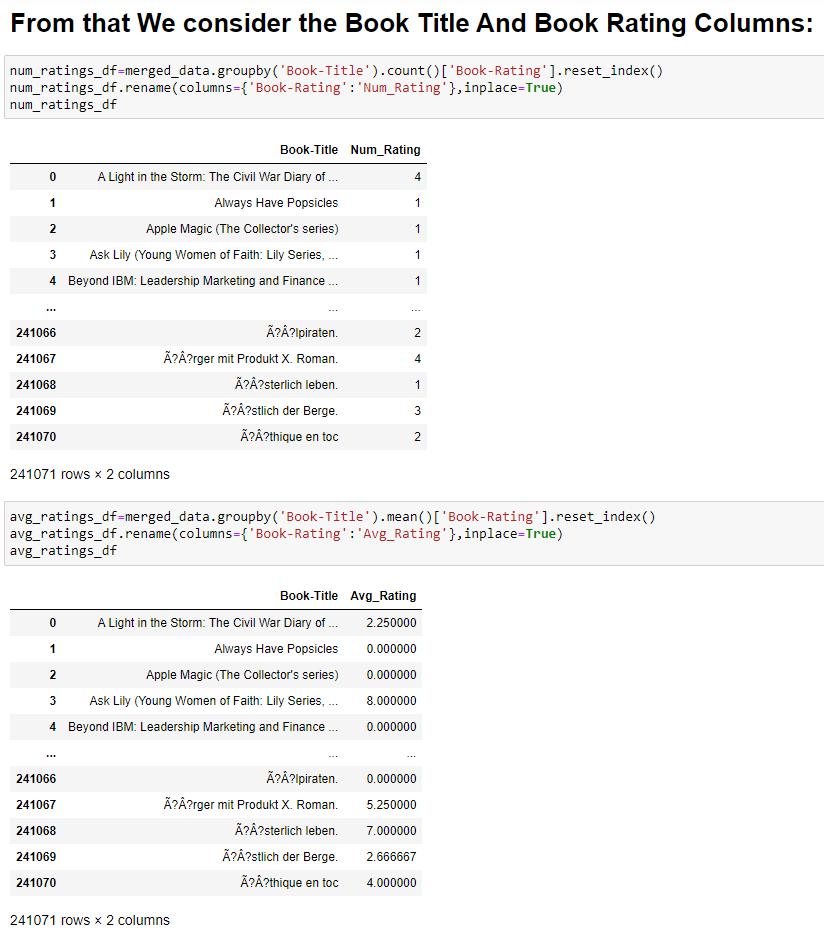 From that We consider the Book Title And Book Rating Columns:
num_ratings_df=merged_data.groupby('Book-Title').count()['Book-Rating'].reset_index()
num_ratings_df.rename(columns={'Book-Rating':'Num_Rating'},inplace=True)
num_ratings_df
Book-Title Num_Rating
0 A Light in the Storm: The Civil War Diary of ... 4
1 Always Have Popsicles 1
2 Apple Magic (The Collector's series) 1
3 Ask Lily (Young Women of Faith: Lily Series, ... 1
4 Beyond IBM: Leadership Marketing and Finance ... 1
... ... ...
241066 Ã?Â?lpiraten. 2
241067 Ã?Â?rger mit Produkt X. Roman. 4
241068 Ã?Â?sterlich leben. 1
241069 Ã?Â?stlich der Berge. 3
241070 Ã?Â?thique en toc 2
241071 rows × 2 columns
avg_ratings_df=merged_data.groupby('Book-Title').mean()['Book-Rating'].reset_index()
avg_ratings_df.rename(columns={'Book-Rating':'Avg_Rating'},inplace=True)
avg_ratings_df
Book-Title Avg_Rating
0 A Light in the Storm: The Civil War Diary of ... 2.250000
1 Always Have Popsicles 0.000000
2 Apple Magic (The Collector's series) 0.000000
3 Ask Lily (Young Women of Faith: Lily Series, ... 8.000000
4 Beyond IBM: Leadership Marketing and Finance ... 0.000000
... ... ...
241066 Ã?Â?lpiraten. 0.000000
241067 Ã?Â?rger mit Produkt X. Roman. 5.250000
241068 Ã?Â?sterlich leben. 7.000000
241069 Ã?Â?stlich der Berge. 2.666667
241070 Ã?Â?thique en toc 4.000000
241071 rows × 2 columns